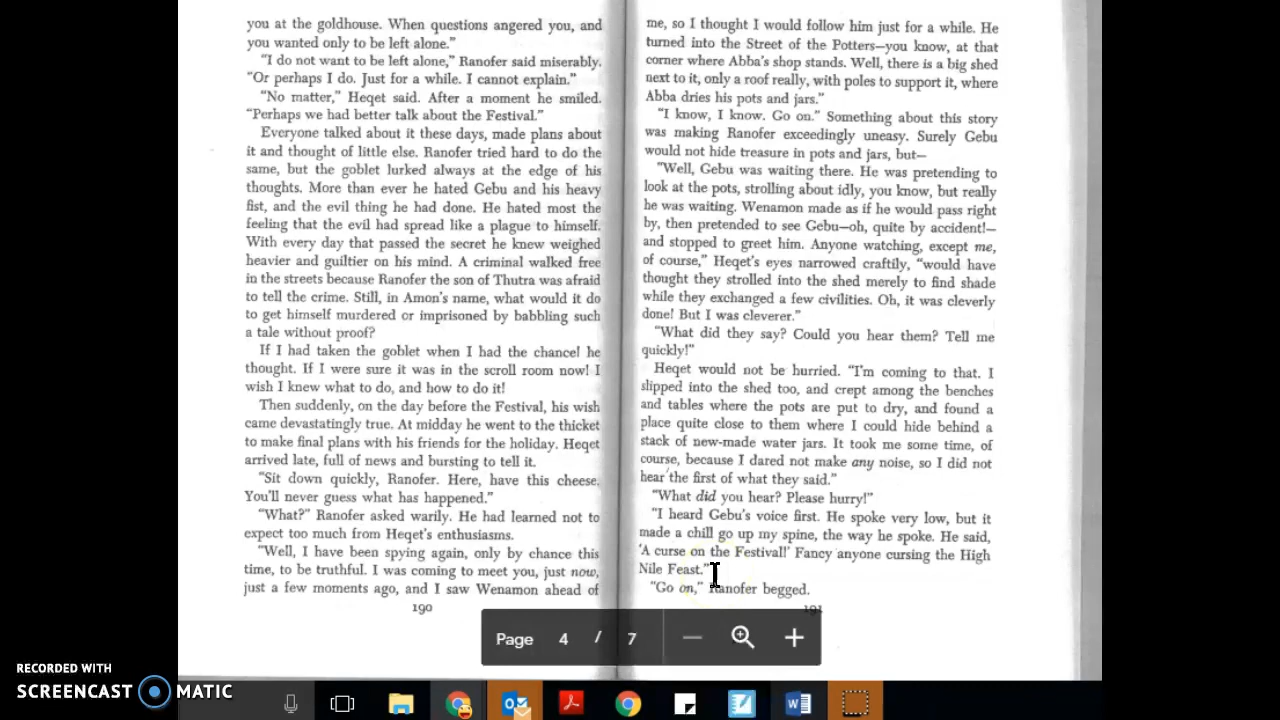 you at the goldhouse. When questions angered you, and
you wanted only to be left alone."
"I do not want to be left alone," Ranofer said miserably.
"Or perhaps I do. Just for a while. I cannot explain."
"No matter," Heqet said. After a moment he smiled.
"Perhaps we had better talk about the Festival."
Everyone talked about it these days, made plans about
it and thought of little else. Ranofer tried hard to do the
same, but the goblet lurked always at the edge of his
thoughts. More than ever he hated Gebu and his heavy
fist, and the evil thing he had done. He hated most the
feeling that the evil had spread like a plague to himself.
With every day that passed the secret he knew weighed
heavier and guiltier on his mind. A criminal walked free
in the streets because Ranofer the son of Thutra was afraid
to tell the crime. Still, in Amon's name, what would it do
to get himself murdered or imprisoned by babbling such
a tale without proof?
If I had taken the goblet when I had the chance! he
thought. If I were sure it was in the scroll room now! I
wish I knew what to do, and how to do it!
Then suddenly, on the day before the Festival, his wish
came devastatingly true. At midday he went to the thicket
to make final plans with his friends for the holiday. Heqet
arrived late, full of news and bursting to tell it.
"Sit down quickly, Ranofer. Here, have this cheese.
You'll never guess what has happened."
"What?" Ranofer asked warily. He had learned not to
expect too much from Heqet's enthusiasms.
"Well, I have been spying again, only by chance this
time, to be truthful. I was coming to meet you, just now,
just a few moments ago, and I saw Wenamon ahead of
190
me, so I thought I would follow him just for a while. He
turned into the Street of the Potters—you know, at that
corner where Abba's shop stands. Well, there is a big shed
next to it, only a roof really, with poles to support it, where
Abba dries his pots and jars."
"I know, I know. Go on." Something about this story
was making Ranofer exceedingly uneasy. Surely Gebu
would not hide treasure in pots and jars, but—
"Well, Gebu was waiting there. He was pretending to
look at the pots, strolling about idly, you know, but really
he was waiting. Wenamon made as if he would pass right
by, then pretended to see Gebu—oh, quite by accident!—
and stopped to greet him. Anyone watching, except me,
of course," Heqet's eyes narrowed craftily, "would have
thought they strolled into the shed merely to find shade
while they exchanged a few civilities. Oh, it was cleverly
done! But I was cleverer."
"What did they say? Could you hear them? Tell me
quickly!"
Heqet would not be hurried. "I'm coming to that. I
slipped into the shed too, and crept among the benches
and tables where the pots are put to dry, and found a
place quite close to them where I could hide behind a
stack of new-made water jars. It took me some time, of
course, because I dared not make any noise, so I did not
hear the first of what they said."
"What did you hear? Please hurry!"
"I heard Gebu's voice first. He spoke very low, but it
made a chill go up my spine, the way he spoke. He said,
'A curse on the Festival!' Fancy anyone cursing the High
Nile Feast."
"Go on," Ranofer begged.
191
Page 4 / 7
RECORDED WITH
SCREENCAST MATIC